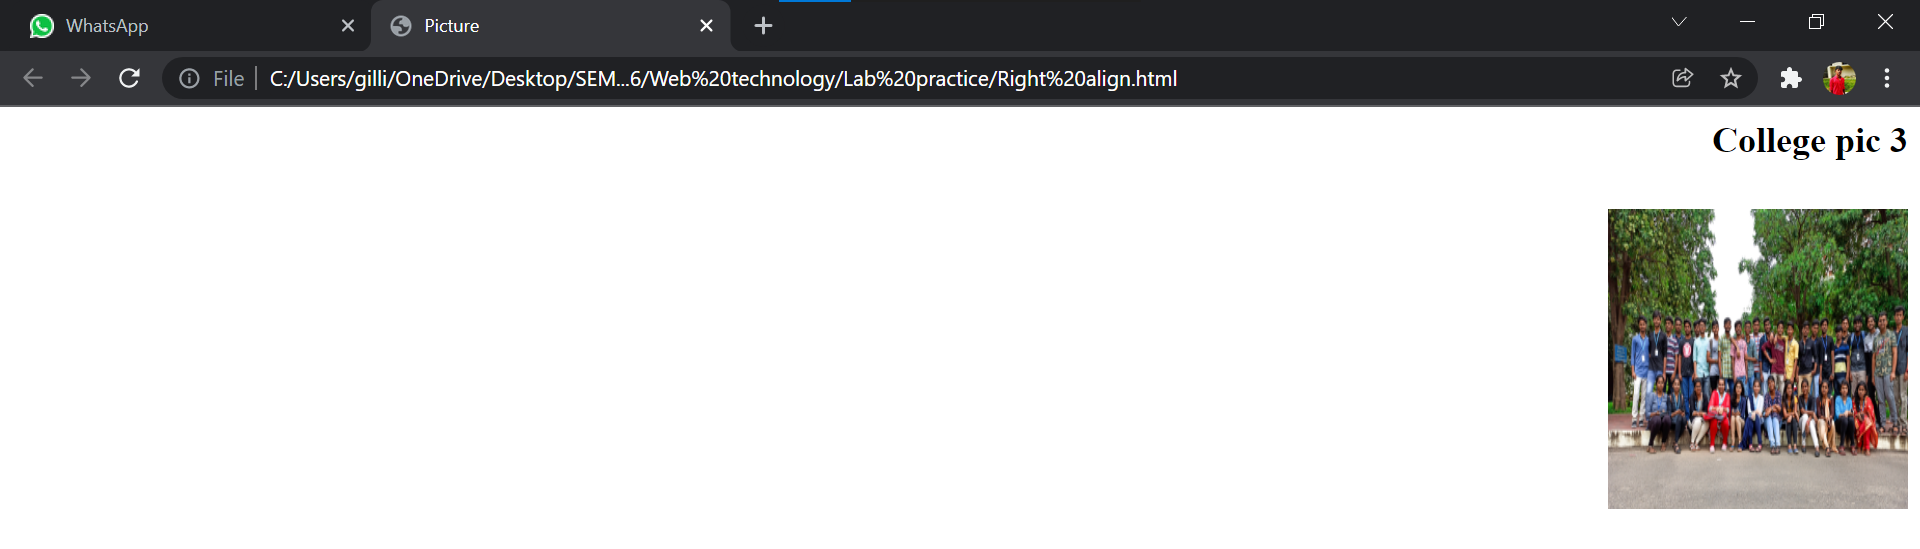 WhatsApp
Picture
File
C:/Users/gilli/OneDrive/Desktop/SEM...6/Web%20technology/Lab%20practice/Right%20align.html
College pic 3